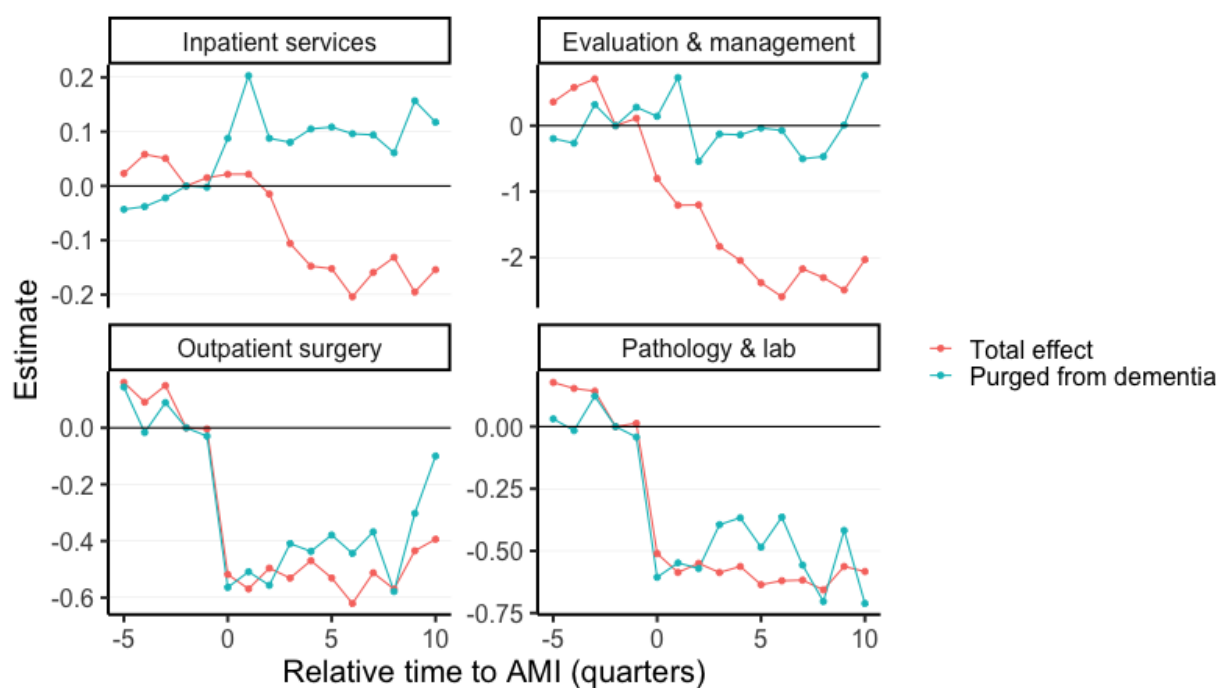 Inpatient services
Evaluation & management
0.2
0.1
0.0
-0.1
-0.2
0
-1
-2
Estimate
Outpatient surgery
Pathology & lab
0.0
-0.2
-0.4
-0.6
0.00
-0.25
-0.50
-0.75
-5 0 5 10
-5 0 5 10
Relative time to AMI (quarters)
Total effect
Purged from dementia